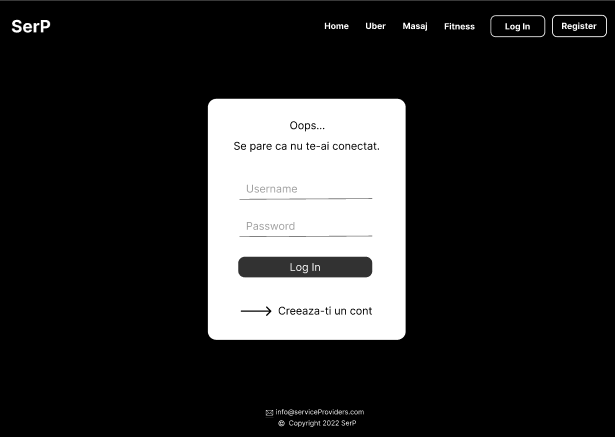 SerP
Home Uber Masaj Fitness Log In Register
Oops...
Se pare ca nu te-ai conectat.
Username
Password
Log In
Creeaza-ti un cont
info@serviceProviders.com
© Copyright 2022 SerP